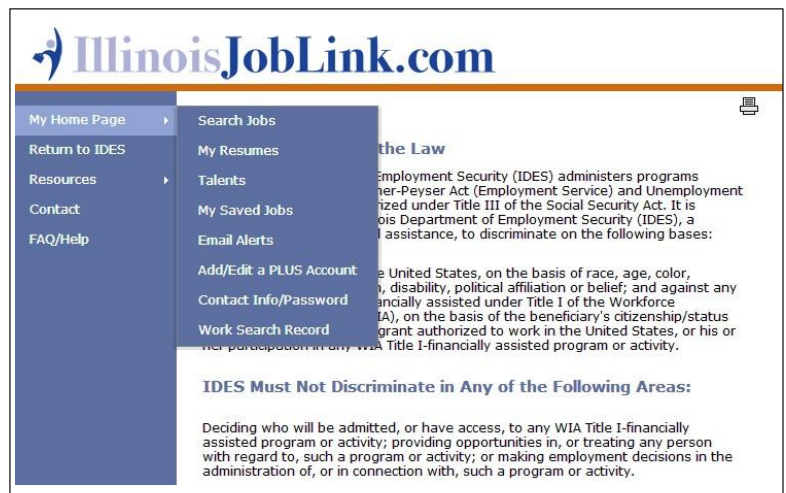 IllinoisJobLink.com
My Home Page
Return to IDES
Resources
Contact
FAQ/Help
Search Jobs
My Resumes
Talents
My Saved Jobs
Email Alerts
Add/Edit a PLUS Account
Contact Info/Password
Work Search Record
the Law
Employment Security (IDES) administers programs
ner-Peyser Act (Employment Service) and Unemployment
rized under Title III of the Social Security Act. It is
ois Department of Employment Security (IDES), a
l assistance, to discriminate on the following bases:
e United States, on the basis of race, age, color,
n, disability, political affiliation or belief; and against any
ancially assisted under Title I of the Workforce
IA), on the basis of the beneficiary's citizenship/status
grant authorized to work in the United States, or his or
her participation in any WIA Title I-financially assisted program or activity.
IDES Must Not Discriminate in Any of the Following Areas:
Deciding who will be admitted, or have access, to any WIA Title I-financially
assisted program or activity; providing opportunities in, or treating any person
with regard to, such a program or activity; or making employment decisions in the
administration of, or in connection with, such a program or activity.